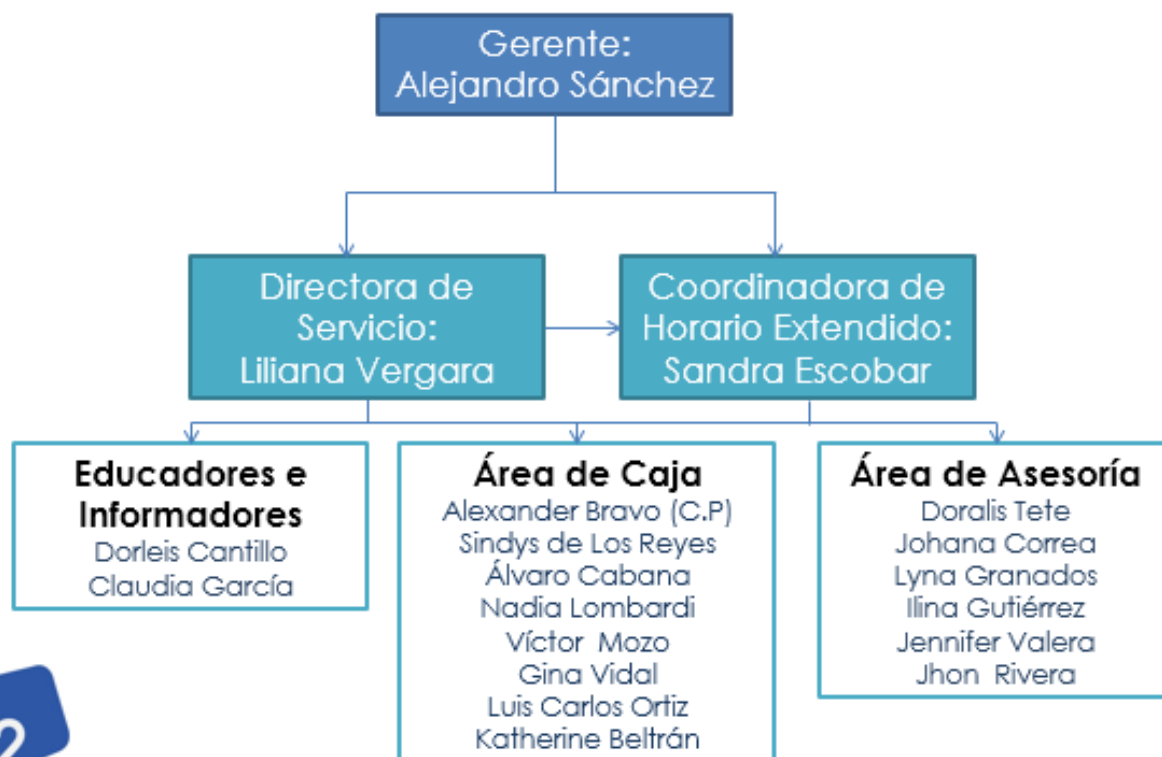 Gerente:
Alejandro Sánchez
Directora de
Servicio:
Liliana Vergara
Coordinadora de
Horario Extendido:
Sandra Escobar
Educadores e
Informadores
Dorleis Cantillo
Claudia García
Área de Caja
Alexander Bravo (C.P)
Sindys de Los Reyes
Álvaro Cabana
Nadia Lombardi
Víctor Mozo
Gina Vidal
Luis Carlos Ortiz
Katherine Beltrán
Área de Asesoría
Doralis Tete
Johana Correa
Lyna Granados
Ilina Gutiérrez
Jennifer Valera
Jhon Rivera